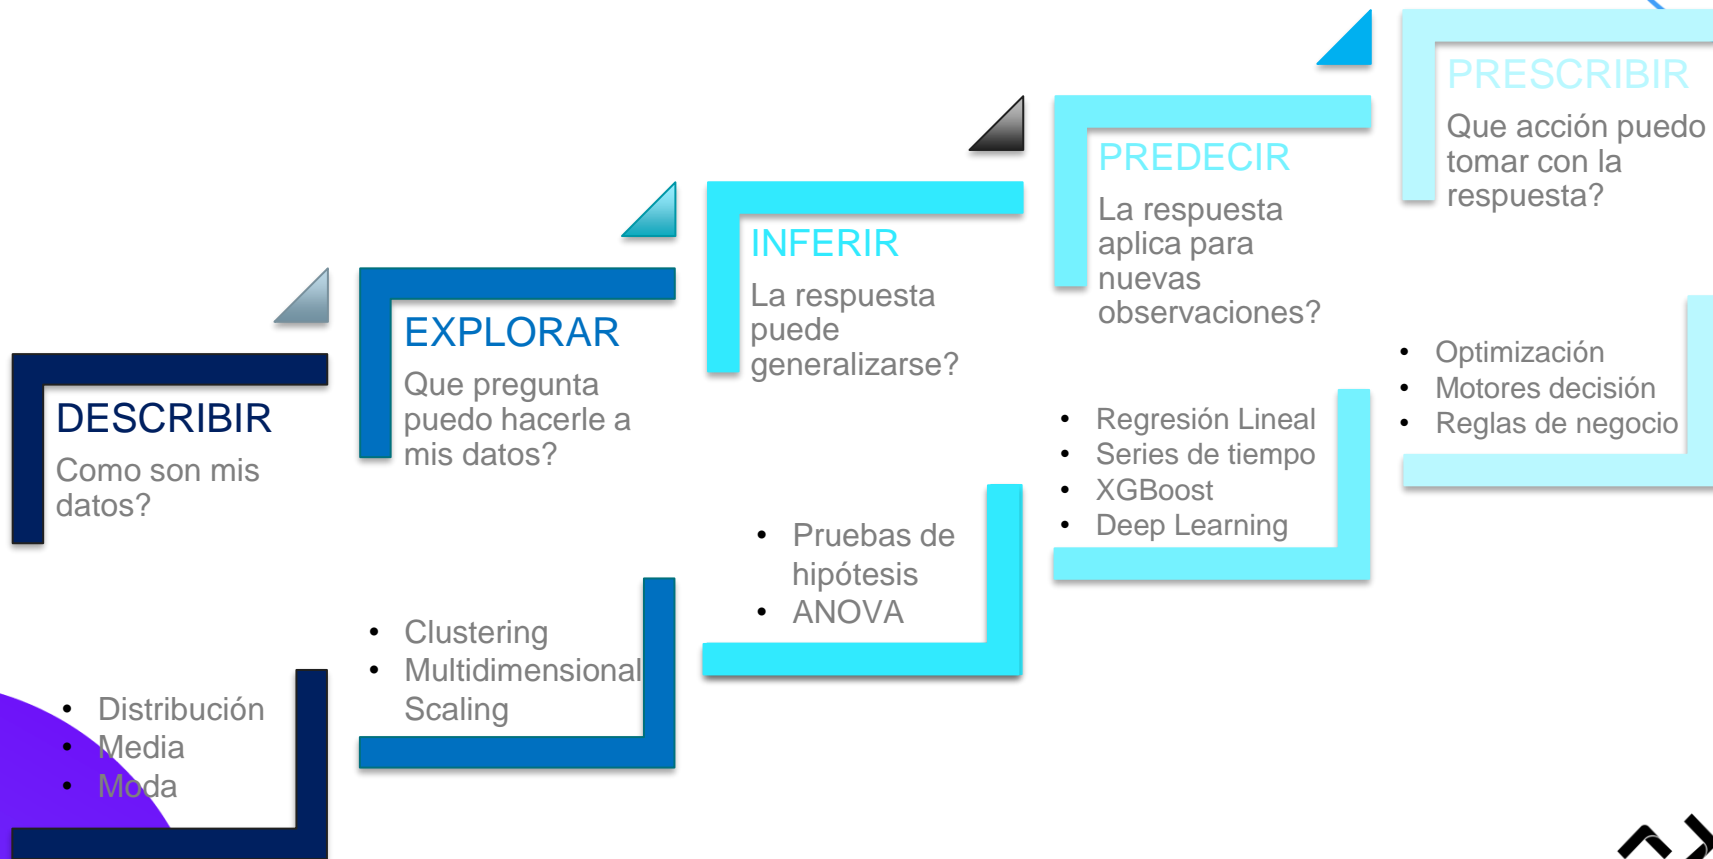 DESCRIBIR
Como son mis
datos?
• Distribución
• Media
• Moda
EXPLORAR
Que pregunta
puedo hacerle a
mis datos?
• Clustering
• Multidimensional
Scaling
INFERIR
La respuesta
puede
generalizarse?
• Pruebas de
hipótesis
• ANOVA
PREDECIR
La respuesta
aplica para
nuevas
observaciones?
• Regresión Lineal
• Series de tiempo
• XGBoost
• Deep Learning
PRESCRIBIR
Que acción puedo
tomar con la
respuesta?
• Optimización
• Motores decisión
• Reglas de negocio